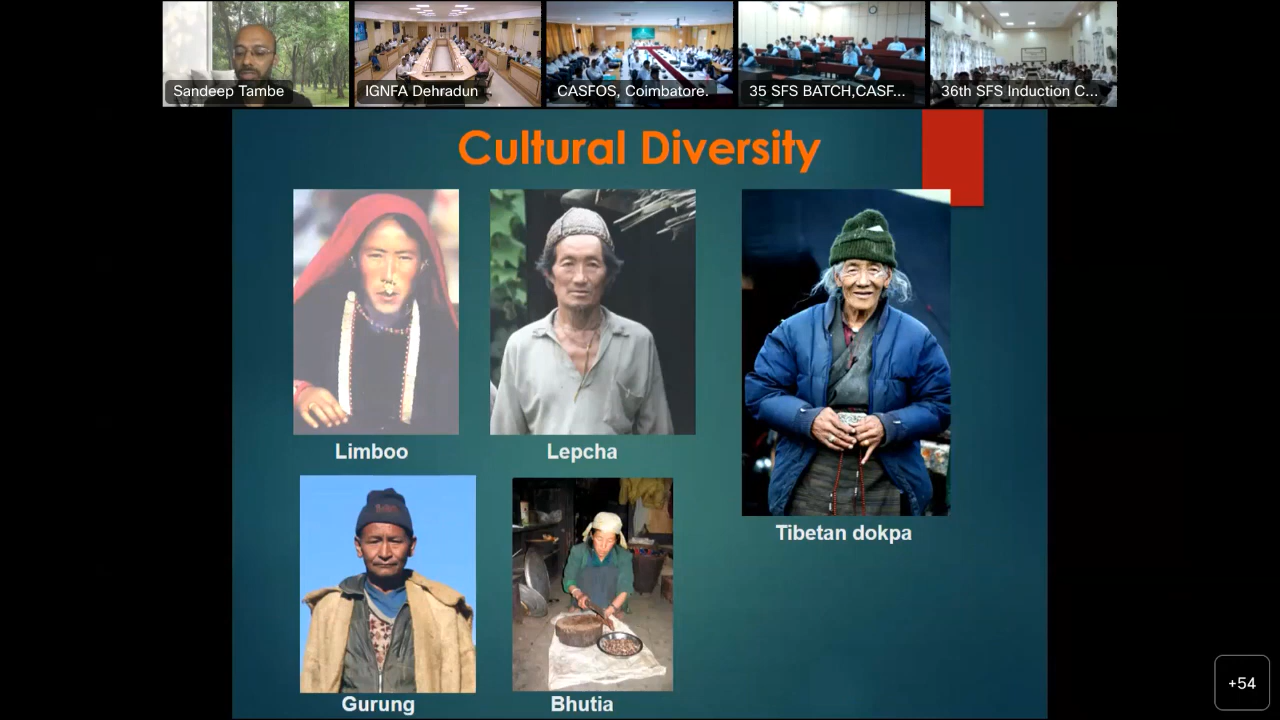 Sandeep Tambe
IGNFA Dehradun
CASFOS, Coimbatore.
35 SFS BATCH,CASF...
36th SFS Induction C...
Cultural Diversity
Limboo
Lepcha
Tibetan dokpa
Gurung
Bhutia
+54